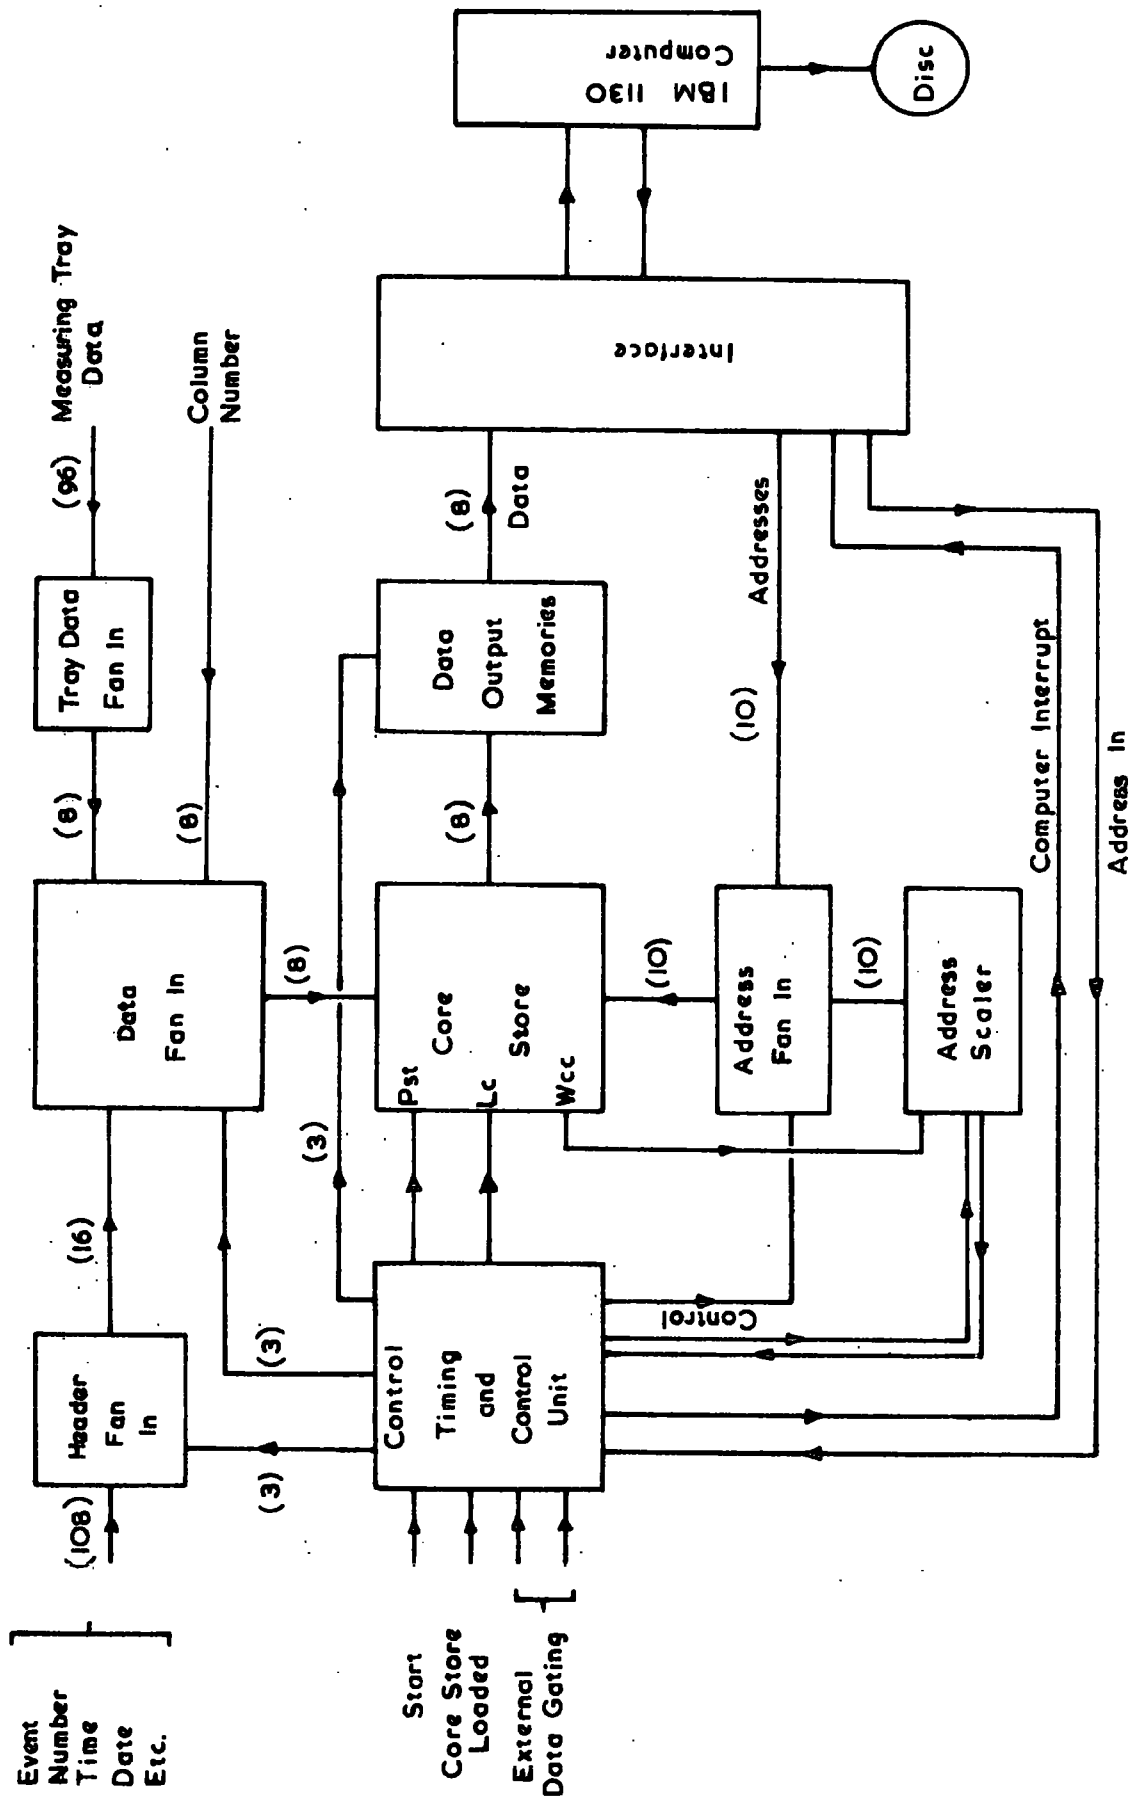 Event
Number
Time
Date
Etc.
(108)
Header
Fan
In
(16)
(3)
(3)
Data
Fan In
(8)
(8)
Tray Data
Fan In
(96)
Measuring Tray
Data
Column
Number
(8)
Start
Core Store
Loaded
External
Data Gating
Control
Timing
and
Control
Unit
(3)
Pst
Lc
Wcc
Core
Store
(8)
Data
Output
Memories
(8)
Data
Interface
IBM 1130
Computer
Disc
Control
(10)
Address
Fan In
(10)
Addresses
(10)
Address
Scaler
Computer Interrupt
Address In